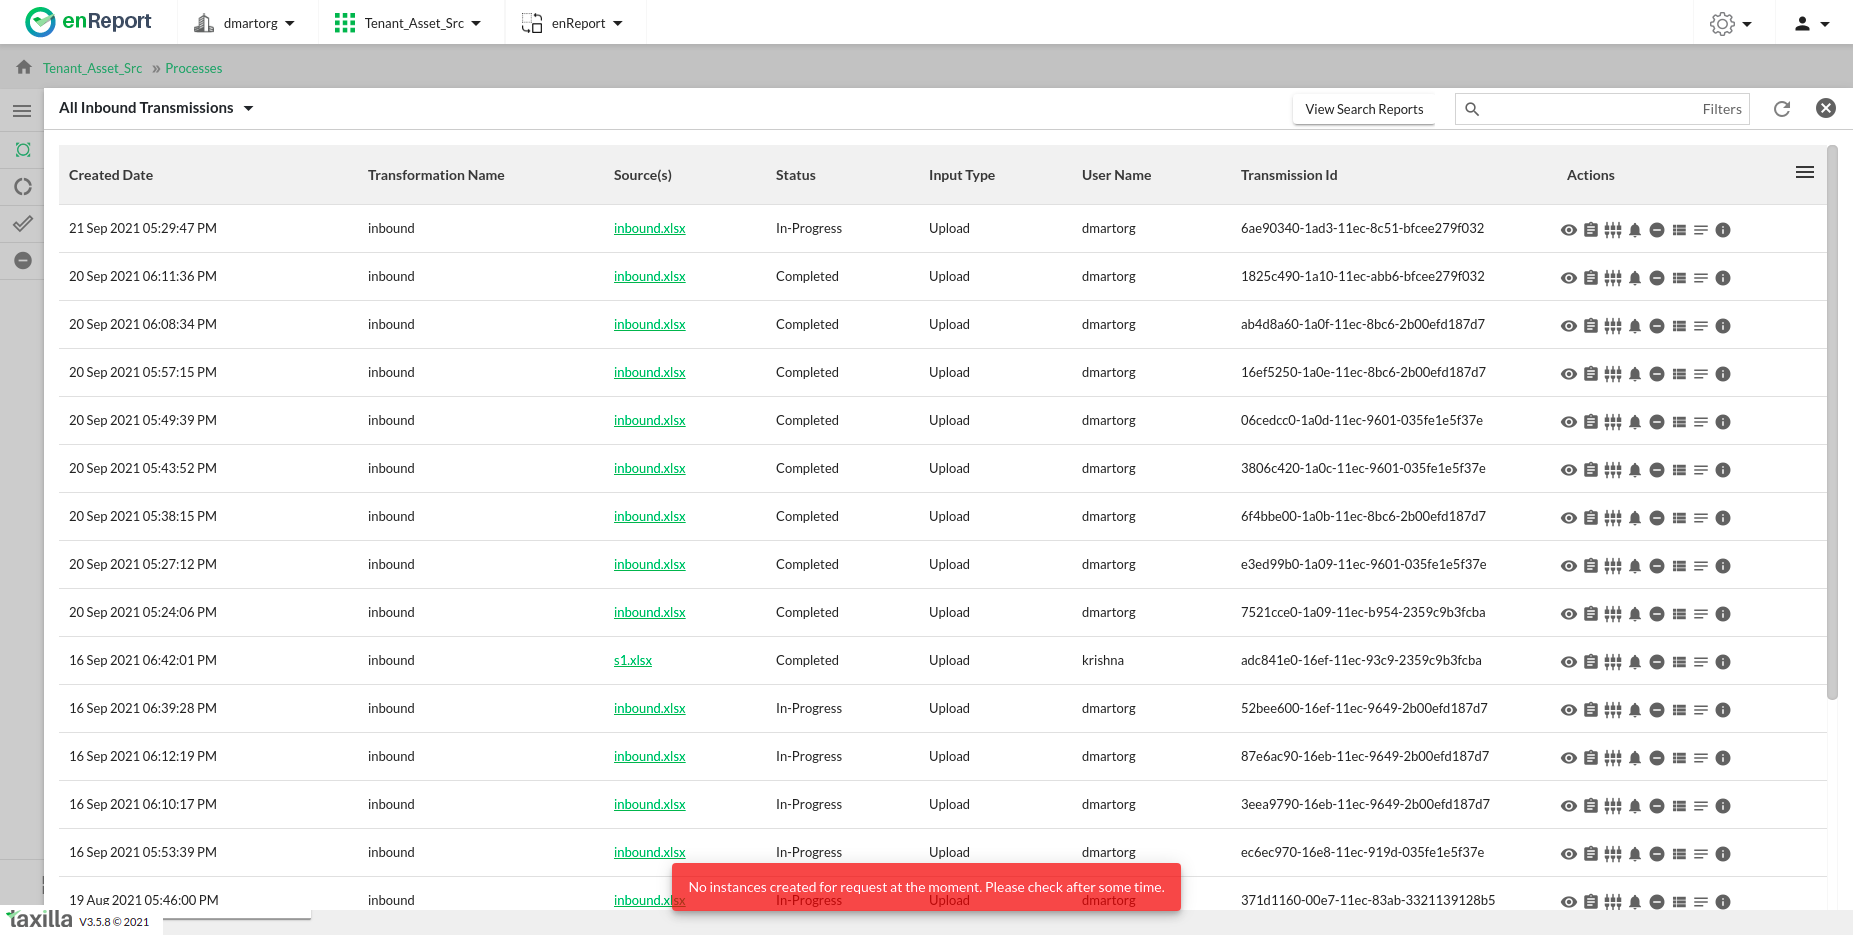 enReport dmartorg Tenant_Asset_Src enReport
Tenant_Asset_Src » Processes
All Inbound Transmissions View Search Reports Filters
Created Date Transformation Name Source(s) Status Input Type User Name Transmission Id Actions
21 Sep 2021 05:29:47 PM inbound inbound.xlsx In-Progress Upload dmartorg 6ae90340-1ad3-11ec-8c51-bfcee279f032
20 Sep 2021 06:11:36 PM inbound inbound.xlsx Completed Upload dmartorg 1825c490-1a10-11ec-abb6-bfcee279f032
20 Sep 2021 06:08:34 PM inbound inbound.xlsx Completed Upload dmartorg ab4d8a60-1a0f-11ec-8bc6-2b00efd187d7
20 Sep 2021 05:57:15 PM inbound inbound.xlsx Completed Upload dmartorg 16ef5250-1a0e-11ec-8bc6-2b00efd187d7
20 Sep 2021 05:49:39 PM inbound inbound.xlsx Completed Upload dmartorg 06cedcc0-1a0d-11ec-9601-035fe1e5f37e
20 Sep 2021 05:43:52 PM inbound inbound.xlsx Completed Upload dmartorg 3806c420-1a0c-11ec-9601-035fe1e5f37e
20 Sep 2021 05:38:15 PM inbound inbound.xlsx Completed Upload dmartorg 6f4bbe00-1a0b-11ec-8bc6-2b00efd187d7
20 Sep 2021 05:27:12 PM inbound inbound.xlsx Completed Upload dmartorg e3ed99b0-1a09-11ec-9601-035fe1e5f37e
20 Sep 2021 05:24:06 PM inbound inbound.xlsx Completed Upload dmartorg 7521cce0-1a09-11ec-b954-2359c9b3fcba
16 Sep 2021 06:42:01 PM inbound s1.xlsx Completed Upload krishna adc841e0-16ef-11ec-93c9-2359c9b3fcba
16 Sep 2021 06:39:28 PM inbound inbound.xlsx In-Progress Upload dmartorg 52bee600-16ef-11ec-9649-2b00efd187d7
16 Sep 2021 06:12:19 PM inbound inbound.xlsx In-Progress Upload dmartorg 87e6ac90-16eb-11ec-9649-2b00efd187d7
16 Sep 2021 06:10:17 PM inbound inbound.xlsx In-Progress Upload dmartorg 3eea9790-16eb-11ec-9649-2b00efd187d7
16 Sep 2021 05:53:39 PM inbound inbound.xlsx In-Progress Upload dmartorg ec6ec970-16e8-11ec-919d-035fe1e5f37e
No instances created for request at the moment. Please check after some time.
19 Aug 2021 05:46:00 PM inbound inbound.xlsx In-Progress Upload dmartorg 371d1160-00e7-11ec-83ab-3321139128b5
taxilla V3.5.8 © 2021